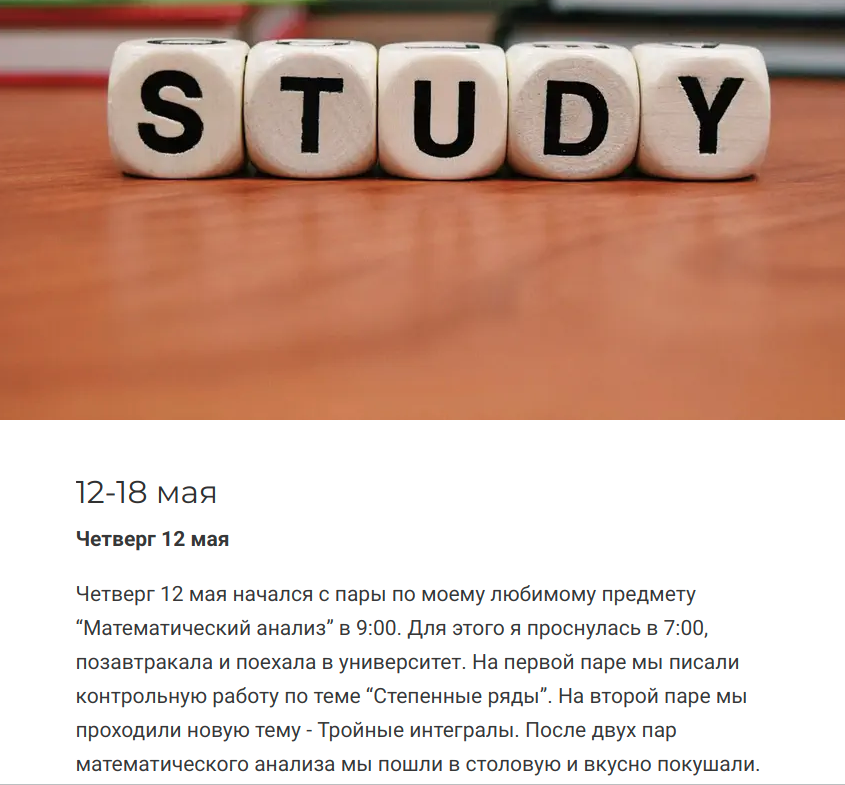 STUDY
12-18 мая
Четверг 12 мая
Четверг 12 мая начался с пары по моему любимому предмету
“Математический анализ” в 9:00. Для этого я проснулась в 7:00,
позавтракала и поехала в университет. На первой паре мы писали
контрольную работу по теме “Степенные ряды”. На второй паре мы
проходили новую тему - Тройные интегралы. После двух пар
математического анализа мы пошли в столовую и вкусно покушали.